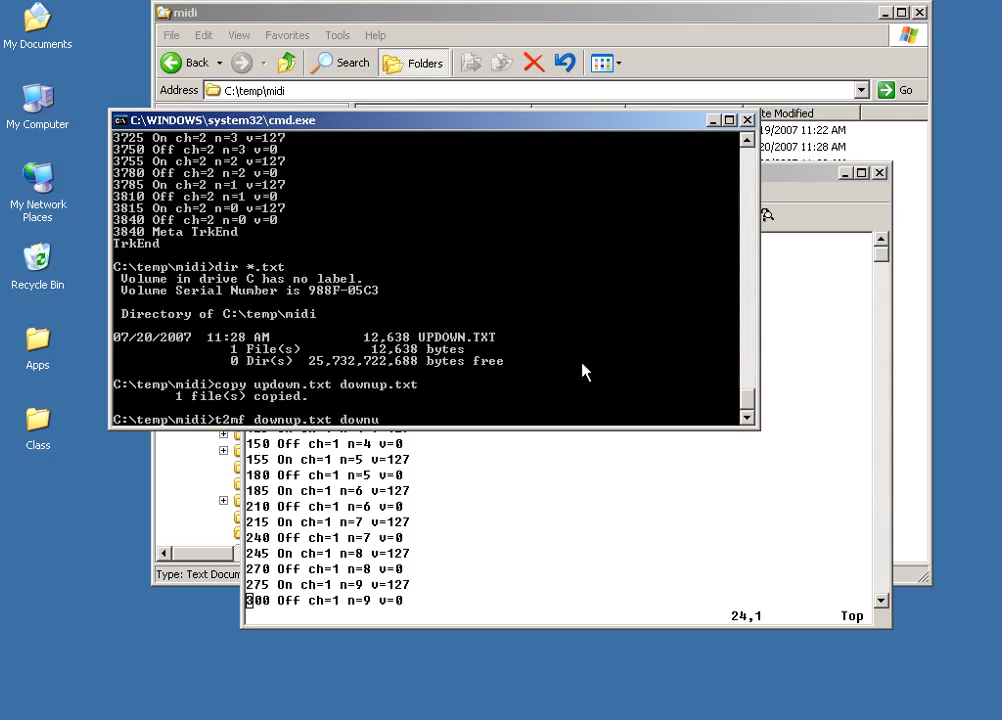 My Documents
My Computer
My Network
Places
Recycle Bin
Apps
Class
midi
File Edit View Favorites Tools Help
Back Search Folders
Address C:\temp\midi Go
te Modified
19/2007 11:22 AM
20/2007 11:28 AM
C:\WINDOWS\system32\cmd.exe
3725 On ch=2 n=3 v=127
3750 Off ch=2 n=3 v=0
3755 On ch=2 n=2 v=127
3780 Off ch=2 n=2 v=0
3785 On ch=2 n=1 v=127
3810 Off ch=2 n=1 v=0
3815 On ch=2 n=0 v=127
3840 Off ch=2 n=0 v=0
3840 Meta TrkEnd
TrkEnd
C:\temp\midi>dir *.txt
Volume in drive C has no label.
Volume Serial Number is 988F-05C3
Directory of C:\temp\midi
07/20/2007 11:28 AM 12,638 UPDOWN.TXT
1 File(s) 12,638 bytes
0 Dir(s) 25,732,722,688 bytes free
C:\temp\midi>copy updown.txt downup.txt
1 file(s) copied.
C:\temp\midi>t2mf downup.txt downu
150 Off ch=1 n=4 v=0
155 On ch=1 n=5 v=127
180 Off ch=1 n=5 v=0
185 On ch=1 n=6 v=127
210 Off ch=1 n=6 v=0
215 On ch=1 n=7 v=127
240 Off ch=1 n=7 v=0
245 On ch=1 n=8 v=127
270 Off ch=1 n=8 v=0
275 On ch=1 n=9 v=127
300 Off ch=1 n=9 v=0
24,1 Top
Type: Text Docum